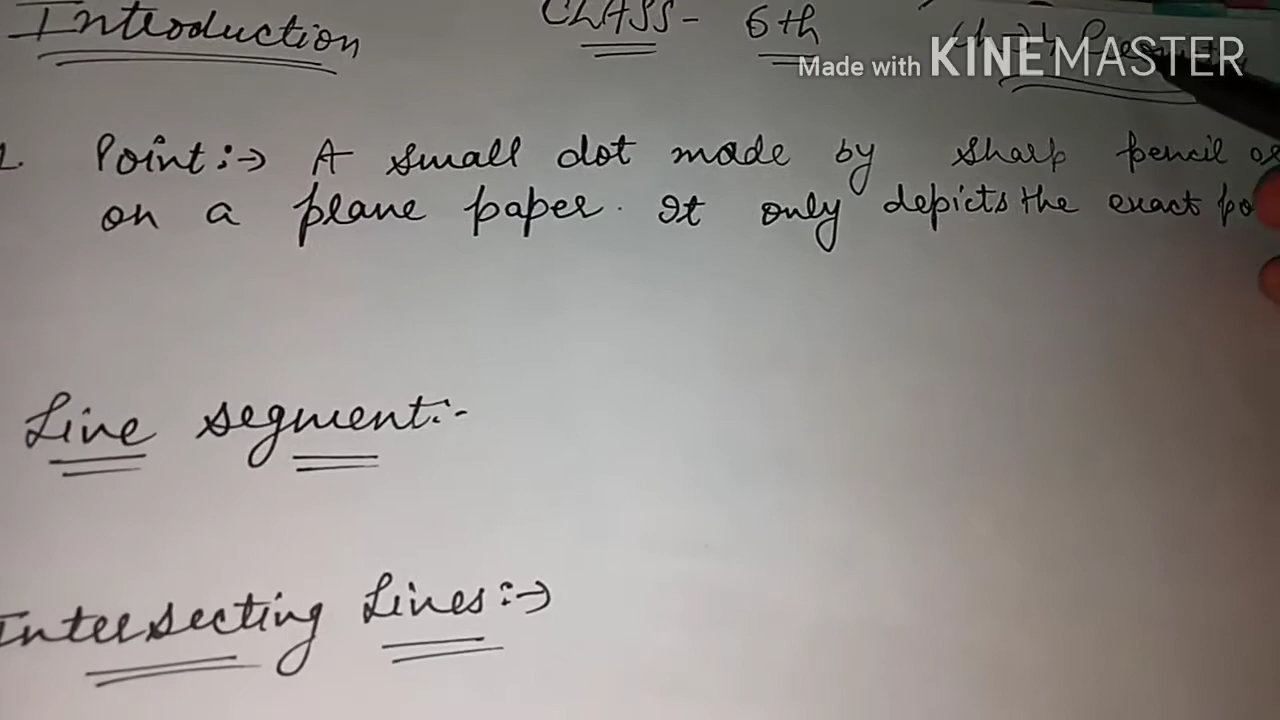 Introduction CLASS- 6th
Made with KINEMASTER
1. Point:→ A small dot made by sharp pencil
on a plane paper. It only depicts the exact
Line segment:-
Intersecting Lines:→